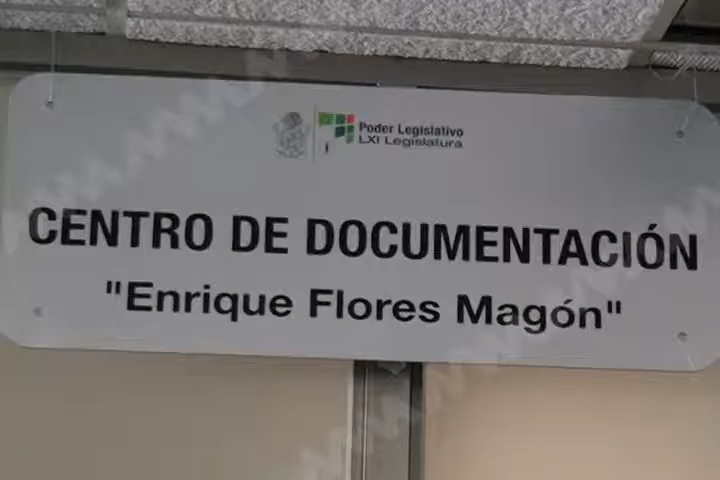 Poder Legislativo
LXI Legislatura
CENTRO DE DOCUMENTACIÓN
"Enrique Flores Magón"